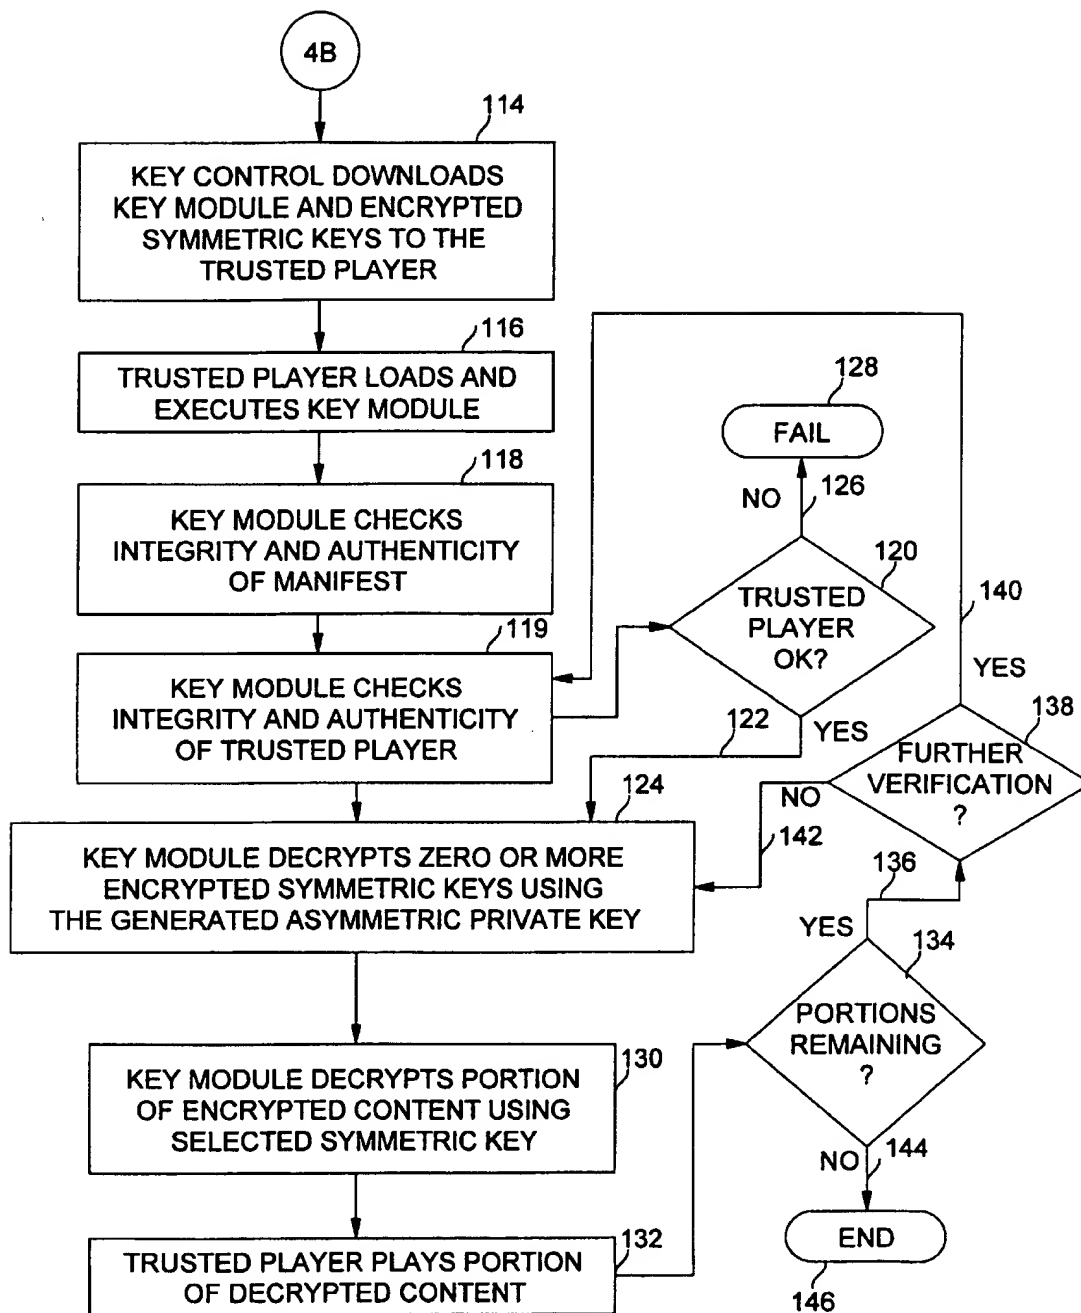 4B
114
KEY CONTROL DOWNLOADS
KEY MODULE AND ENCRYPTED
SYMMETRIC KEYS TO THE
TRUSTED PLAYER
116
TRUSTED PLAYER LOADS AND
EXECUTES KEY MODULE
118
KEY MODULE CHECKS
INTEGRITY AND AUTHENTICITY
OF MANIFEST
119
KEY MODULE CHECKS
INTEGRITY AND AUTHENTICITY
OF TRUSTED PLAYER
128
FAIL
NO
126
120
TRUSTED
PLAYER
OK?
122
YES
140
YES
138
FURTHER
VERIFICATION
?
NO
142
124
KEY MODULE DECRYPTS ZERO OR MORE
ENCRYPTED SYMMETRIC KEYS USING
THE GENERATED ASYMMETRIC PRIVATE KEY
136
YES
134
PORTIONS
REMAINING
?
130
KEY MODULE DECRYPTS PORTION
OF ENCRYPTED CONTENT USING
SELECTED SYMMETRIC KEY
NO
144
END
146
132
TRUSTED PLAYER PLAYS PORTION
OF DECRYPTED CONTENT